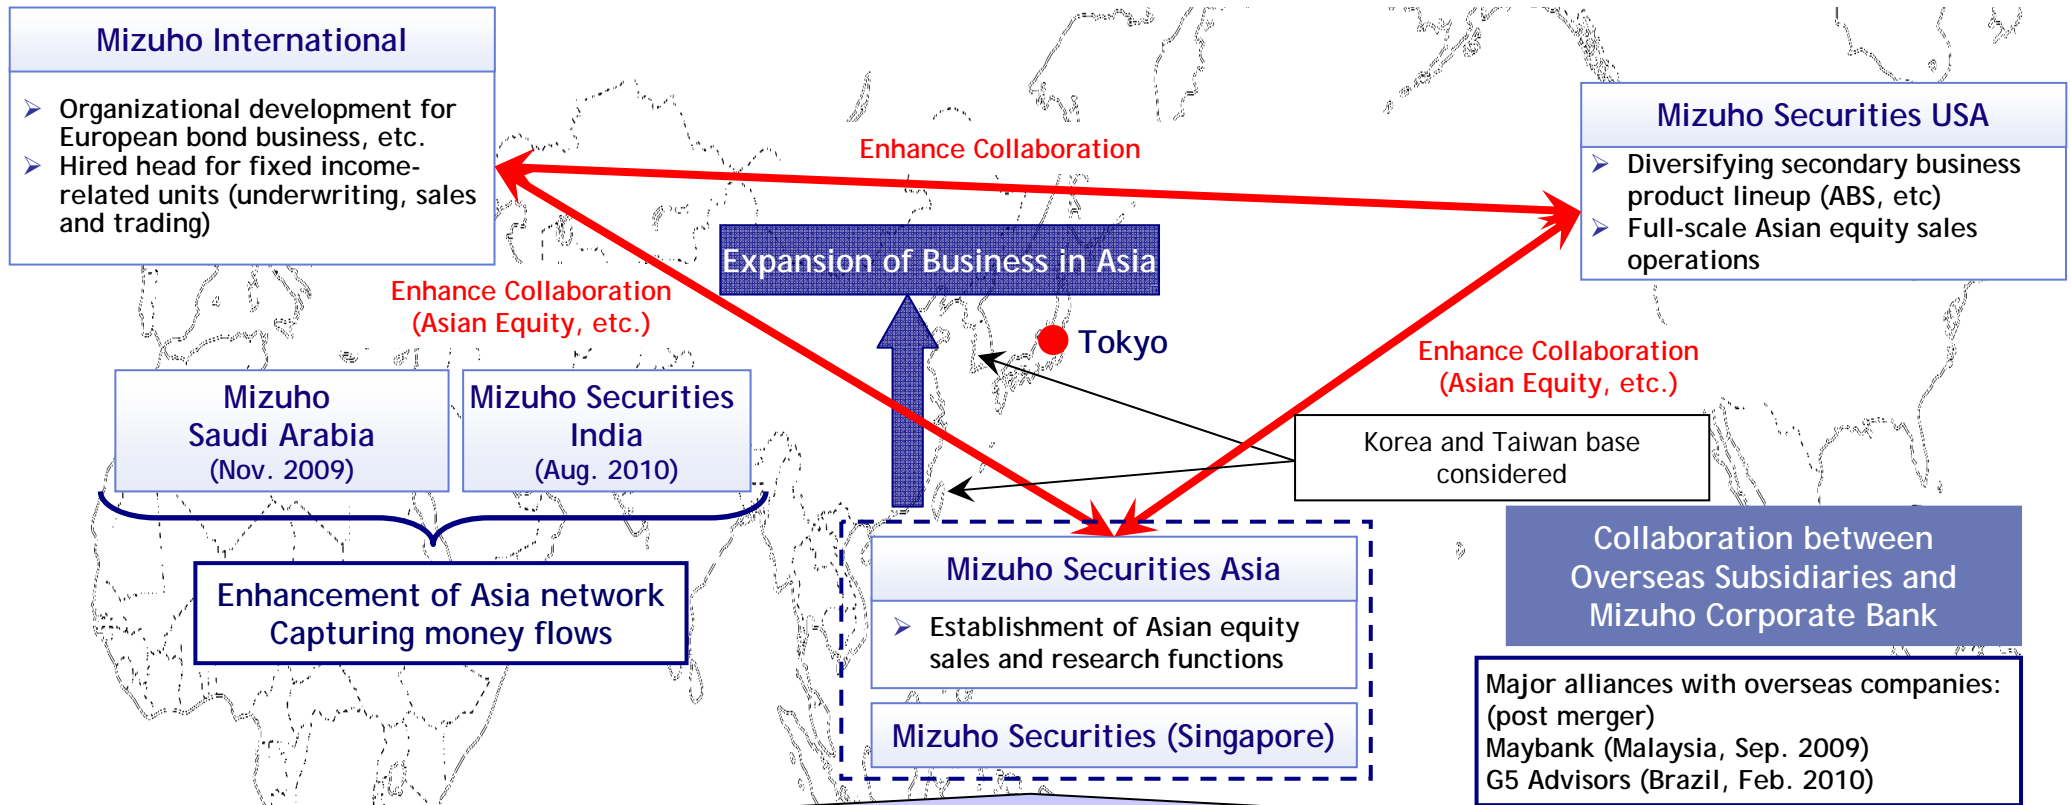 Mizuho International
➢ Organizational development for
European bond business, etc.
➢ Hired head for fixed income-
related units (underwriting, sales
and trading)
Enhance Collaboration
Mizuho Securities USA
➢ Diversifying secondary business
product lineup (ABS, etc)
➢ Full-scale Asian equity sales
operations
Expansion of Business in Asia
Enhance Collaboration
(Asian Equity, etc.)
Tokyo
Enhance Collaboration
(Asian Equity, etc.)
Mizuho
Saudi Arabia
(Nov. 2009)
Mizuho Securities
India
(Aug. 2010)
Korea and Taiwan base
considered
Enhancement of Asia network
Capturing money flows
Mizuho Securities Asia
➢ Establishment of Asian equity
sales and research functions
Mizuho Securities (Singapore)
Collaboration between
Overseas Subsidiaries and
Mizuho Corporate Bank
Major alliances with overseas companies:
(post merger)
Maybank (Malaysia, Sep. 2009)
G5 Advisors (Brazil, Feb. 2010)